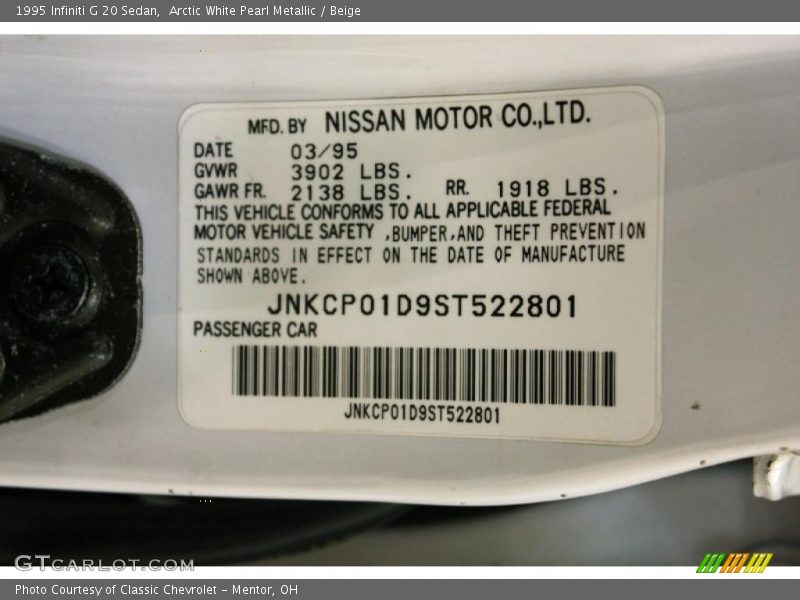 1995 Infiniti G 20 Sedan, Arctic White Pearl Metallic / Beige
MFD. BY NISSAN MOTOR CO.,LTD.
DATE 03/95
GVWR 3902 LBS.
GAWR FR. 2138 LBS. RR. 1918 LBS.
THIS VEHICLE CONFORMS TO ALL APPLICABLE FEDERAL
MOTOR VEHICLE SAFETY ,BUMPER,AND THEFT PREVENTION
STANDARDS IN EFFECT ON THE DATE OF MANUFACTURE
SHOWN ABOVE.
JNKCP01D9ST522801
PASSENGER CAR
JNKCP01D9ST522801
GTCARLOT.COM
Photo Courtesy of Classic Chevrolet - Mentor, OH